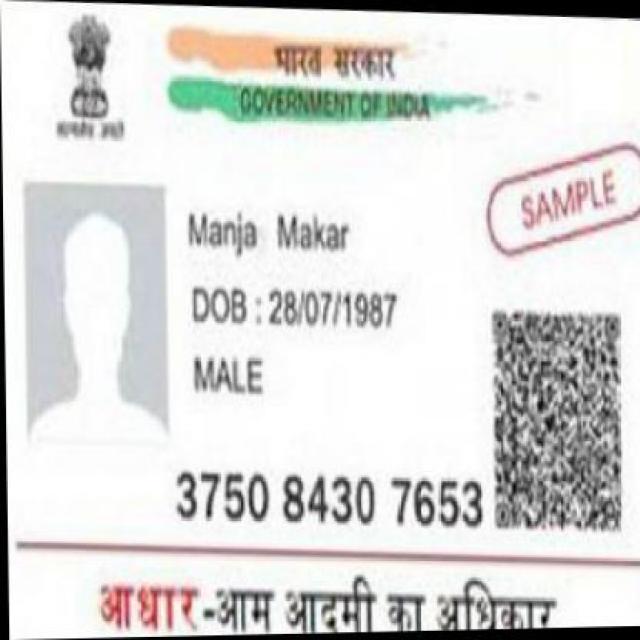 भारत सरकार
GOVERNMENT OF INDIA
सत्यमेव जयते
SAMPLE
Manja Makar
DOB : 28/07/1987
MALE
3750 8430 7653
आधार-आम आदमी का अधिकार